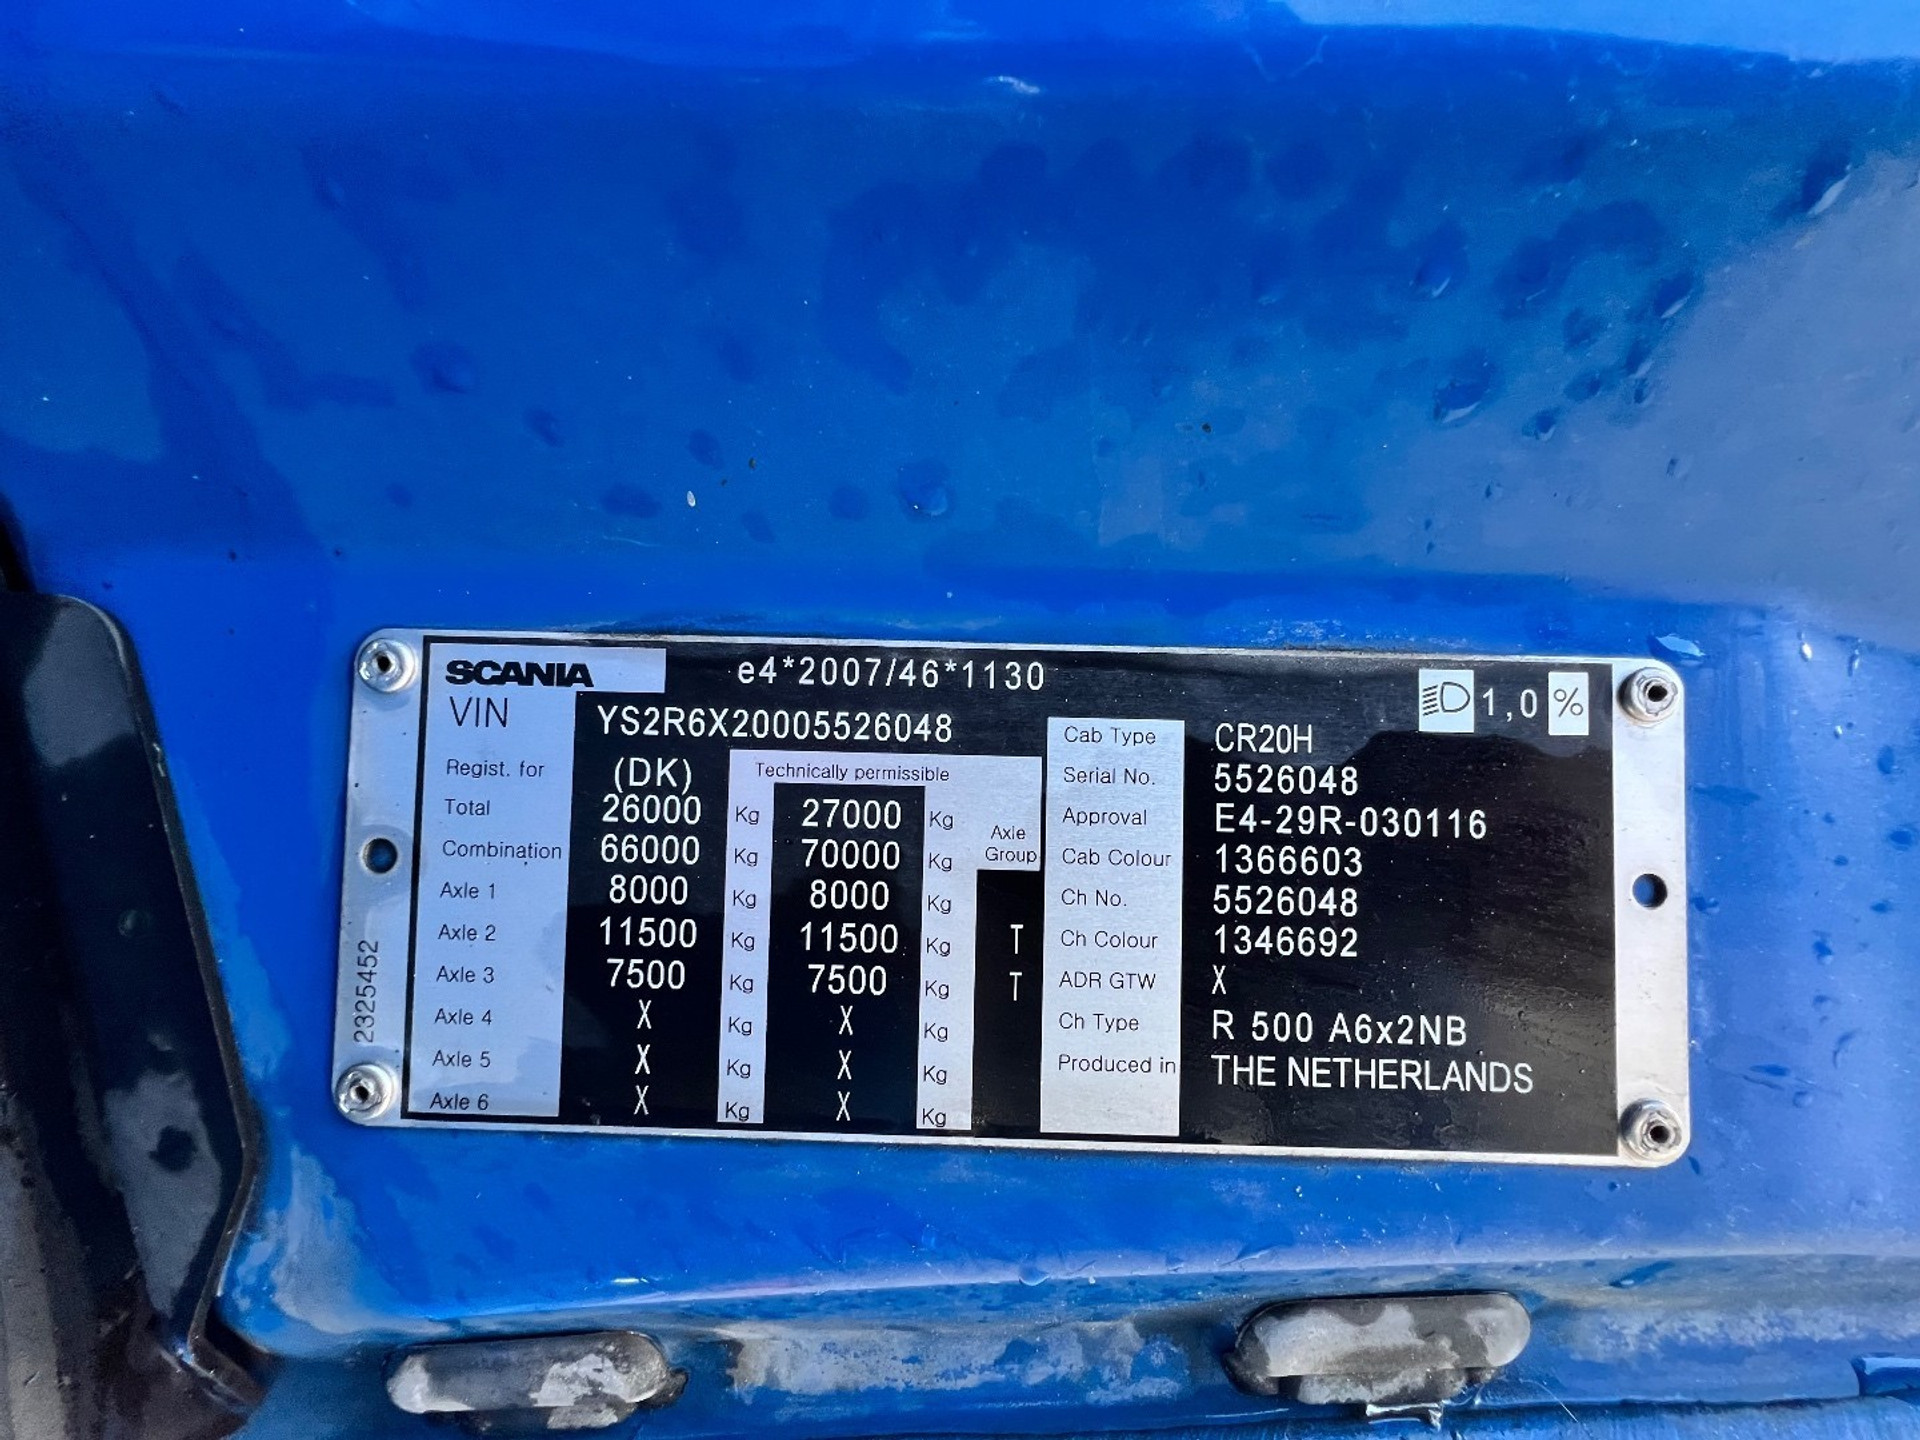 SCANIA e4*2007/46*1130 1,0 %
VIN YS2R6X20005526048
Regist. for (DK)
Technically permissible
Total 26000 Kg 27000 Kg
Axle Group
Combination 66000 Kg 70000 Kg
Axle 1 8000 Kg 8000 Kg
Axle 2 11500 Kg 11500 Kg T
Axle 3 7500 Kg 7500 Kg T
Axle 4 X Kg X Kg
Axle 5 X Kg X Kg
Axle 6 X Kg X Kg
Cab Type CR20H
Serial No. 5526048
Approval E4-29R-030116
Cab Colour 1366603
Ch No. 5526048
Ch Colour 1346692
ADR GTW X
Ch Type R 500 A6x2NB
Produced in THE NETHERLANDS
2325452